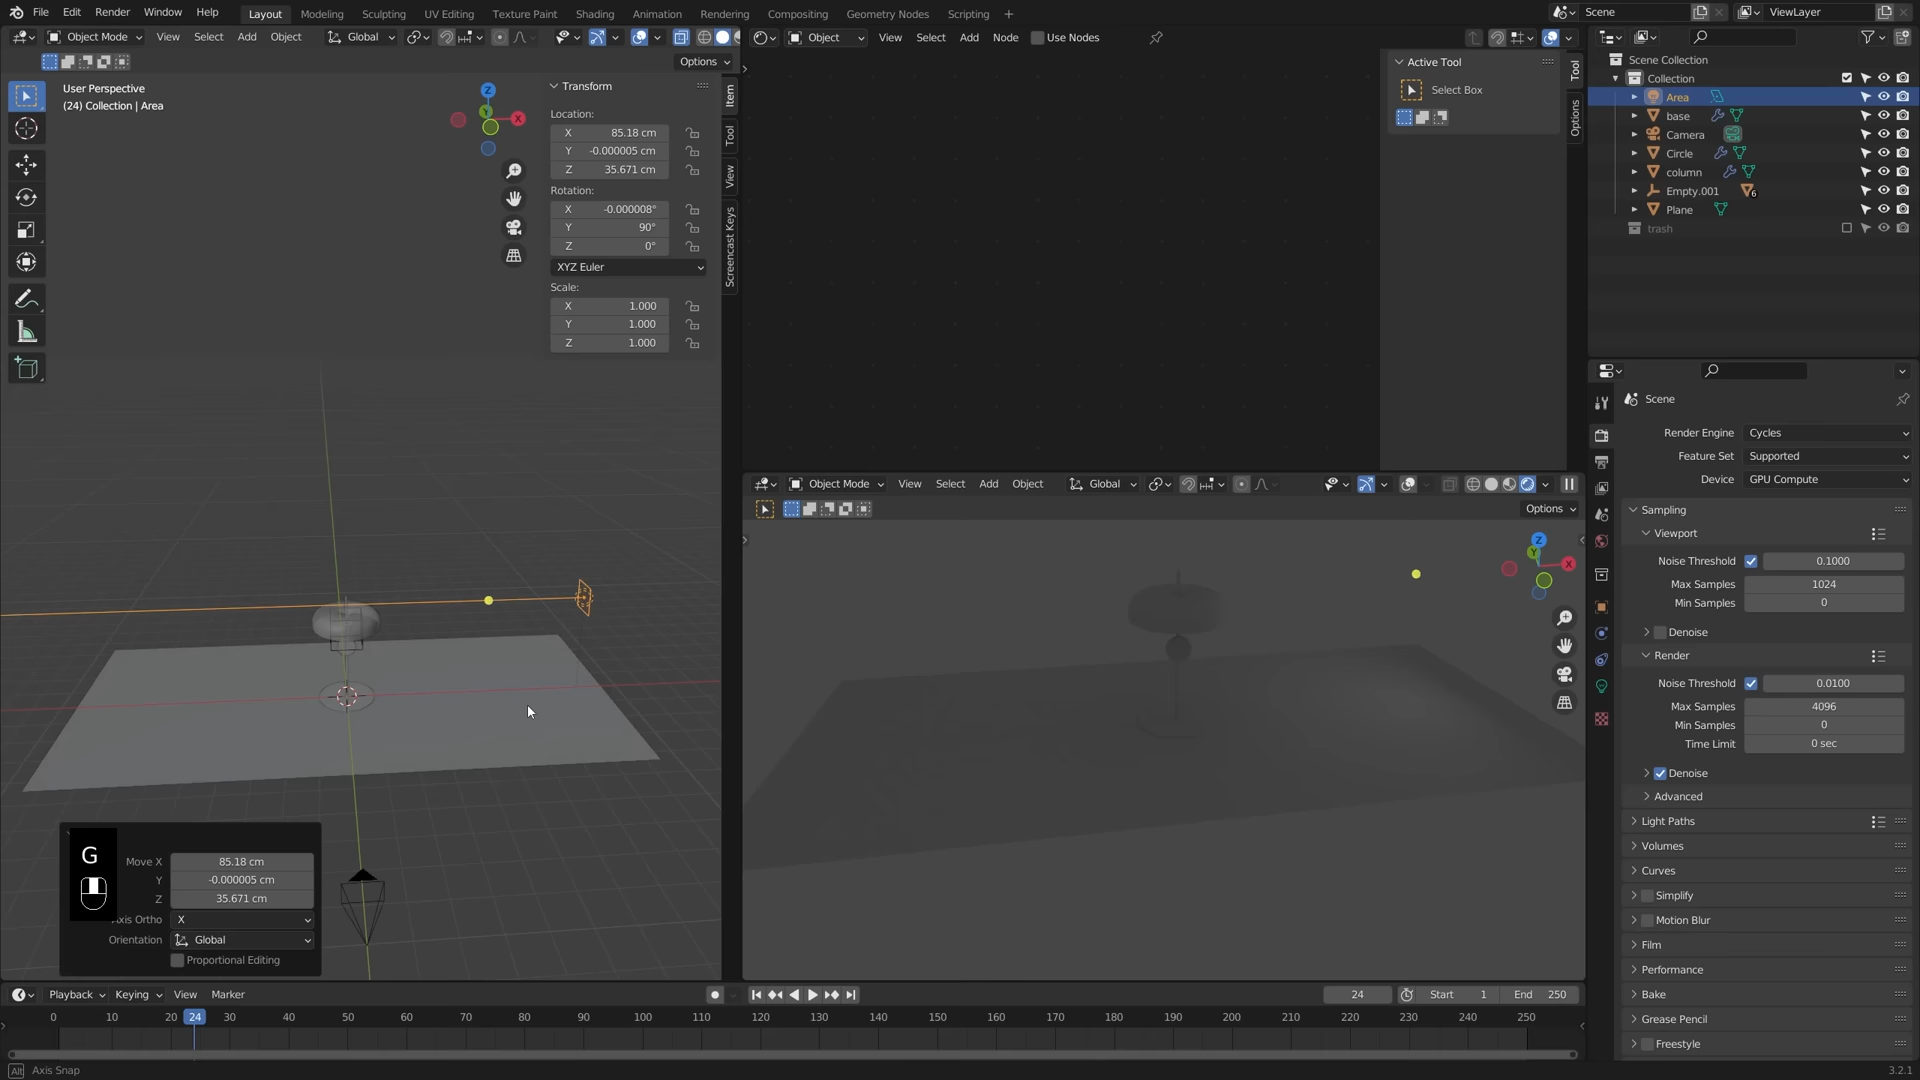 File Edit Render Window Help
Layout Modeling Sculpting UV Editing Texture Paint Shading Animation Rendering Compositing Geometry Nodes Scripting +
Scene
ViewLayer
Object Mode View Select Add Object Global
Options
User Perspective
(24) Collection | Area
Z
Y
X
Transform
Location:
X 85.18 cm
Y -0.000005 cm
Z 35.671 cm
Rotation:
X -0.000008°
Y 90°
Z 0°
XYZ Euler
Scale:
X 1.000
Y 1.000
Z 1.000
Item
Tool
View
Screencast Keys
G
Move X 85.18 cm
Y -0.000005 cm
Z 35.671 cm
Axis Ortho X
Orientation Global
Proportional Editing
Object View Select Add Node Use Nodes
Active Tool
Select Box
Tool
Options
Object Mode View Select Add Object Global
Options
Z
Y
X
Scene Collection
Collection
Area
base
Camera
Circle
column
Empty.001 6
Plane
trash
Scene
Render Engine Cycles
Feature Set Supported
Device GPU Compute
Sampling
Viewport
Noise Threshold 0.1000
Max Samples 1024
Min Samples 0
Denoise
Render
Noise Threshold 0.0100
Max Samples 4096
Min Samples 0
Time Limit 0 sec
Denoise
Advanced
Light Paths
Volumes
Curves
Simplify
Motion Blur
Film
Performance
Bake
Grease Pencil
Freestyle
Playback Keying View Marker
24 Start 1 End 250
0 10 20 24 30 40 50 60 70 80 90 100 110 120 130 140 150 160 170 180 190 200 210 220 230 240 250
Alt Axis Snap
3.2.1